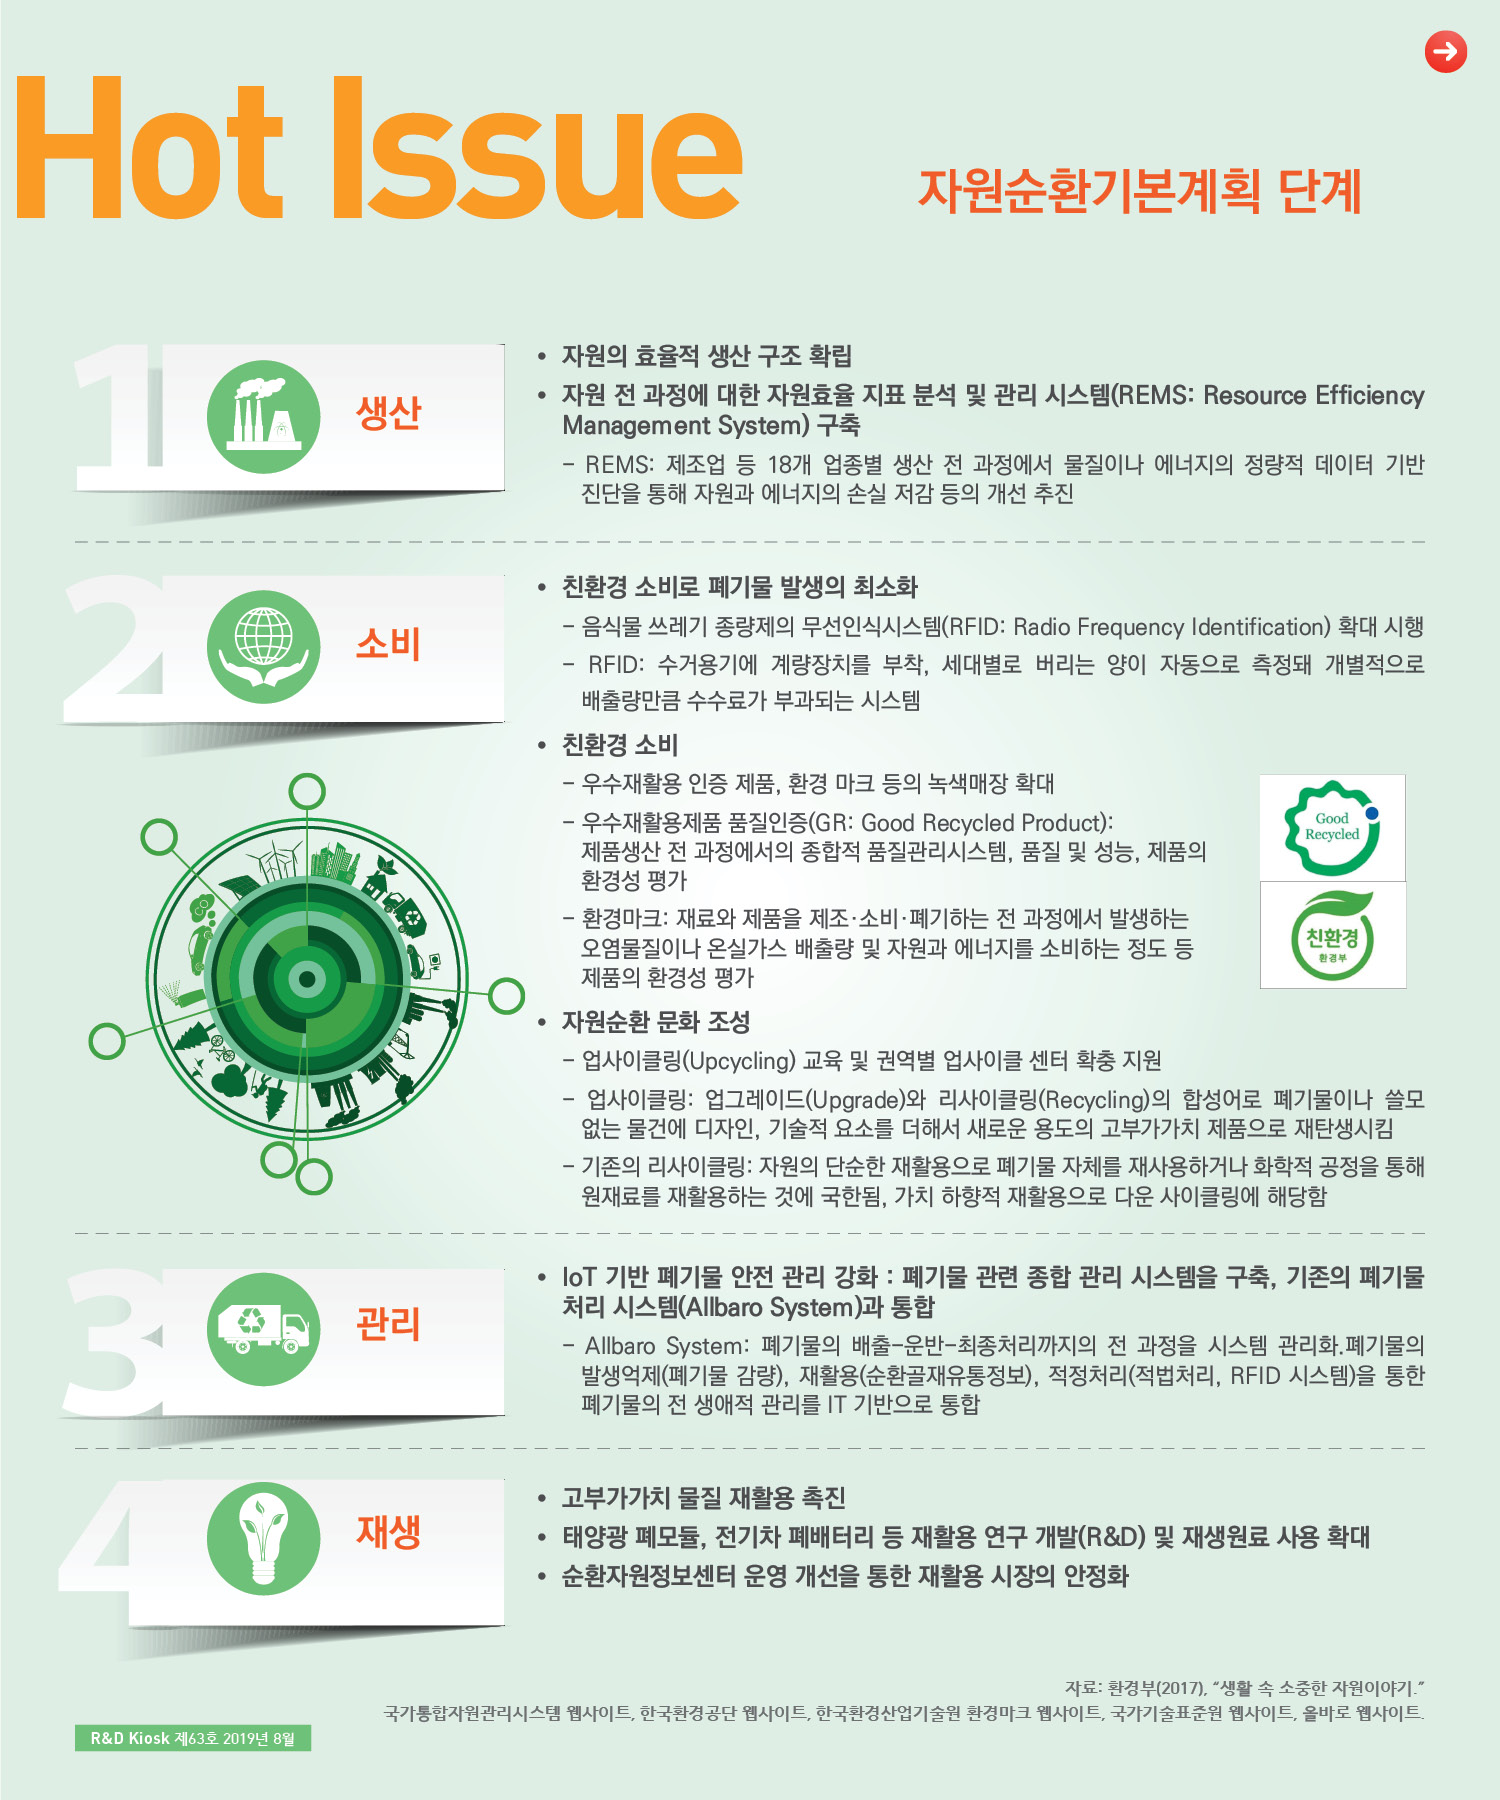 Hot Issue
자원순환기본계획 단계
1
생산
• 자원의 효율적 생산 구조 확립
• 자원 전 과정에 대한 자원효율 지표 분석 및 관리 시스템(REMS: Resource Efficiency
Management System) 구축
- REMS: 제조업 등 18개 업종별 생산 전 과정에서 물질이나 에너지의 정량적 데이터 기반
진단을 통해 자원과 에너지의 손실 저감 등의 개선 추진
2
소비
• 친환경 소비로 폐기물 발생의 최소화
- 음식물 쓰레기 종량제의 무선인식시스템(RFID: Radio Frequency Identification) 확대 시행
- RFID: 수거용기에 계량장치를 부착, 세대별로 버리는 양이 자동으로 측정돼 개별적으로
배출량만큼 수수료가 부과되는 시스템
• 친환경 소비
- 우수재활용 인증 제품, 환경 마크 등의 녹색매장 확대
- 우수재활용제품 품질인증(GR: Good Recycled Product):
제품생산 전 과정에서의 종합적 품질관리시스템, 품질 및 성능, 제품의
환경성 평가
- 환경마크: 재료와 제품을 제조·소비·폐기하는 전 과정에서 발생하는
오염물질이나 온실가스 배출량 및 자원과 에너지를 소비하는 정도 등
제품의 환경성 평가
Good
Recycled
친환경
환경부
• 자원순환 문화 조성
- 업사이클링(Upcycling) 교육 및 권역별 업사이클 센터 확충 지원
- 업사이클링: 업그레이드(Upgrade)와 리사이클링(Recycling)의 합성어로 폐기물이나 쓸모
없는 물건에 디자인, 기술적 요소를 더해서 새로운 용도의 고부가가치 제품으로 재탄생시킴
- 기존의 리사이클링: 자원의 단순한 재활용으로 폐기물 자체를 재사용하거나 화학적 공정을 통해
원재료를 재활용하는 것에 국한됨, 가치 하향적 재활용으로 다운 사이클링에 해당함
3
관리
• IoT 기반 폐기물 안전 관리 강화 : 폐기물 관련 종합 관리 시스템을 구축, 기존의 폐기물
처리 시스템(Allbaro System)과 통합
- Allbaro System: 폐기물의 배출-운반-최종처리까지의 전 과정을 시스템 관리화.폐기물의
발생억제(폐기물 감량), 재활용(순환골재유통정보), 적정처리(적법처리, RFID 시스템)을 통한
폐기물의 전 생애적 관리를 IT 기반으로 통합
4
재생
• 고부가가치 물질 재활용 촉진
• 태양광 폐모듈, 전기차 폐배터리 등 재활용 연구 개발(R&D) 및 재생원료 사용 확대
• 순환자원정보센터 운영 개선을 통한 재활용 시장의 안정화
자료: 환경부(2017), “생활 속 소중한 자원이야기.”
국가통합자원관리시스템 웹사이트, 한국환경공단 웹사이트, 한국환경산업기술원 환경마크 웹사이트, 국가기술표준원 웹사이트, 올바로 웹사이트.
R&D Kiosk 제63호 2019년 8월